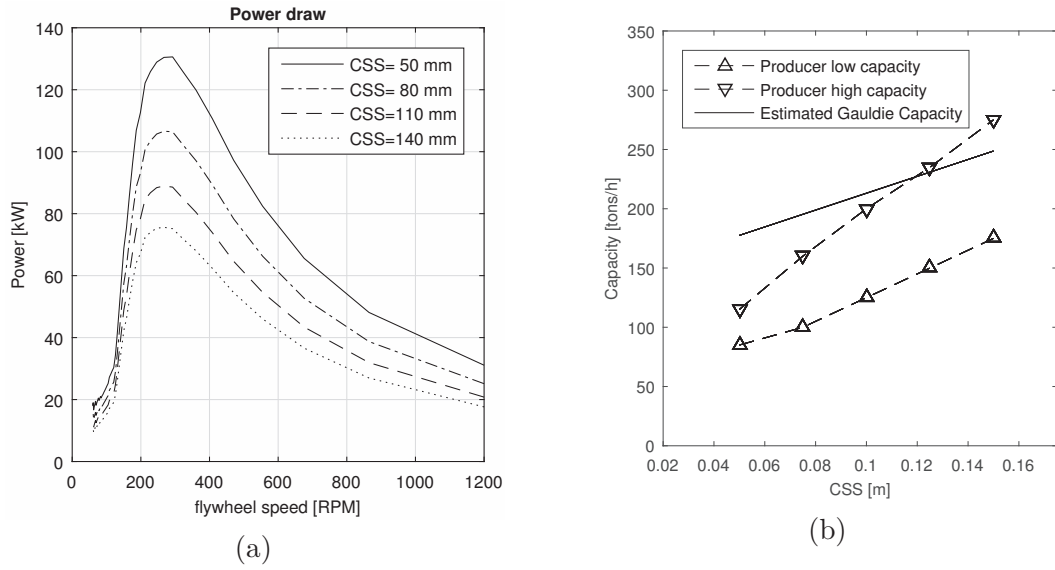 Power draw
140
120
100
80
60
40
20
0
Power [kW]
CSS= 50 mm
CSS= 80 mm
CSS=110 mm
CSS=140 mm
0 200 400 600 800 1000 1200
flywheel speed [RPM]
(a)
350
300
250
200
150
100
50
0
Capacity [tons/h]
Producer low capacity
Producer high capacity
Estimated Gauldie Capacity
0.02 0.04 0.06 0.08 0.1 0.12 0.14 0.16
CSS [m]
(b)